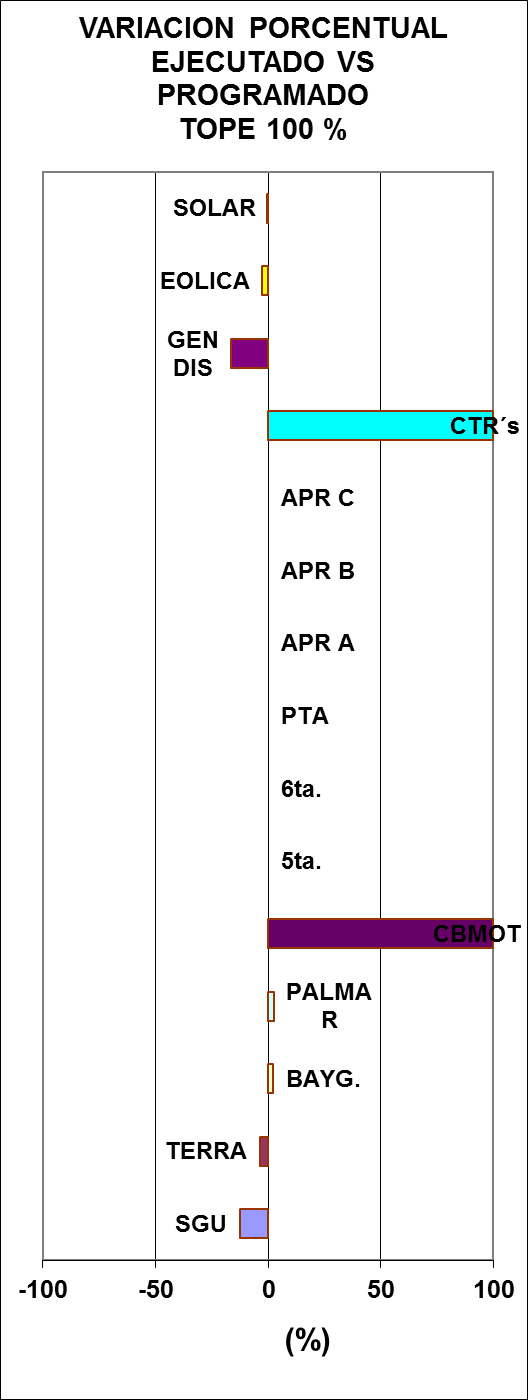 VARIACION PORCENTUAL
EJECUTADO VS
PROGRAMADO
TOPE 100 %
SOLAR
EOLICA
GEN
DIS
CTR´s
APR C
APR B
APR A
PTA
6ta.
5ta.
CBMOT
PALMA
R
BAYG.
TERRA
SGU
-100 -50 0 50 100
(%)